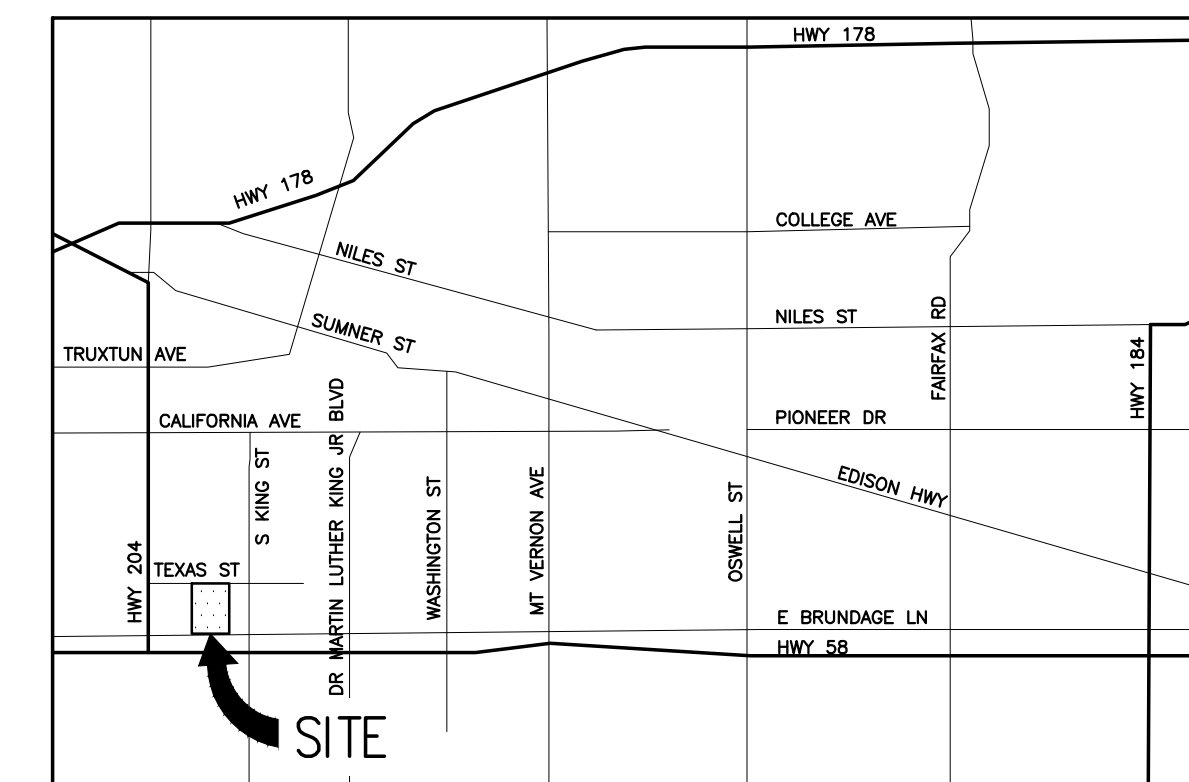 HWY 178
HWY 178
COLLEGE AVE
NILES ST
NILES ST
SUMNER ST
FAIRFAX RD
TRUXTUN AVE
HWY 184
DR MARTIN LUTHER KING JR BLVD
CALIFORNIA AVE
PIONEER DR
S KING ST
WASHINGTON ST
MT VERNON AVE
OSWELL ST
EDISON HWY
HWY 204
TEXAS ST
E BRUNDAGE LN
HWY 58
SITE